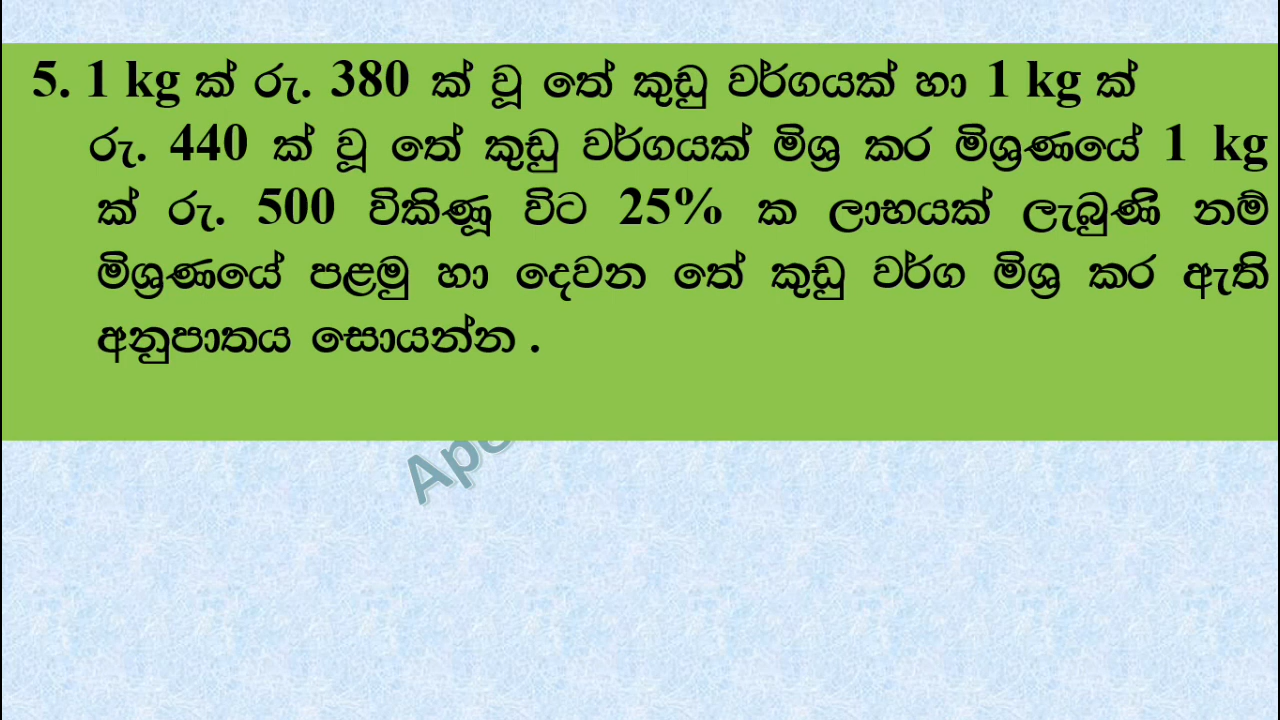 5. 1 kg ක් රු. 380 ක් වූ තේ කුඩු වර්ගයක් හා 1 kg ක්
රු. 440 ක් වූ තේ කුඩු වර්ගයක් මිශ්‍ර කර මිශ්‍රණයේ 1 kg
ක් රු. 500 විකිණූ විට 25% ක ලාභයක් ලැබුණි නම්
මිශ්‍රණයේ පළමු හා දෙවන තේ කුඩු වර්ග මිශ්‍ර කර ඇති
අනුපාතය සොයන්න .